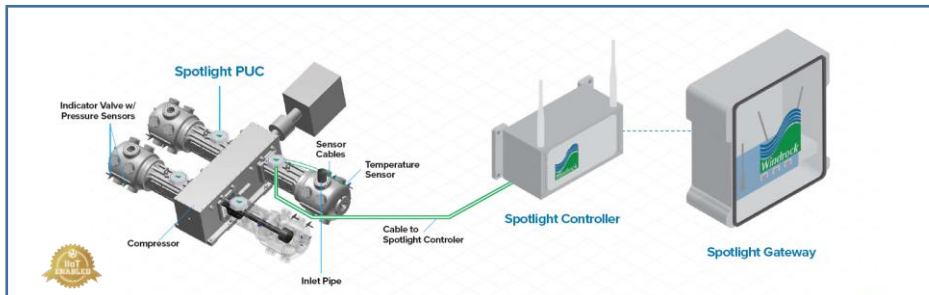 Spotlight PUC
Indicator Valve w/
Pressure Sensors
Sensor
Cables
Temperature
Sensor
Compressor
Cable to
Spotlight Controler
Inlet Pipe
Spotlight Controller
Windrock
Spotlight Gateway
IIoT
ENABLED